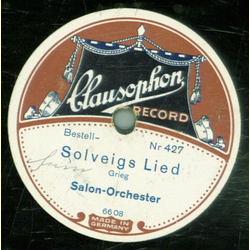 Clausophon
RECORD
Bestell- Nr 427
Solveigs Lied
Grieg
Salon-Orchester
6608
MADE IN
GERMANY